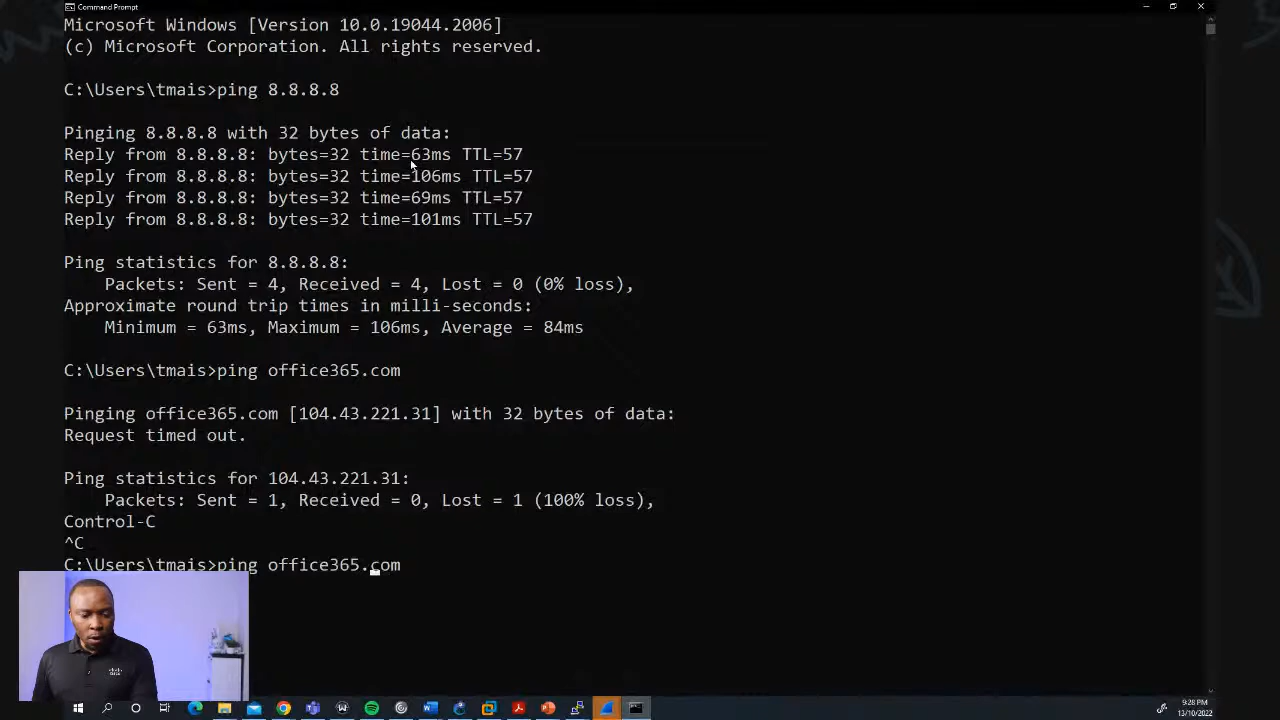 Command Prompt
Microsoft Windows [Version 10.0.19044.2006]
(c) Microsoft Corporation. All rights reserved.
C:\Users\tmais>ping 8.8.8.8
Pinging 8.8.8.8 with 32 bytes of data:
Reply from 8.8.8.8: bytes=32 time=63ms TTL=57
Reply from 8.8.8.8: bytes=32 time=106ms TTL=57
Reply from 8.8.8.8: bytes=32 time=69ms TTL=57
Reply from 8.8.8.8: bytes=32 time=101ms TTL=57
Ping statistics for 8.8.8.8:
    Packets: Sent = 4, Received = 4, Lost = 0 (0% loss),
Approximate round trip times in milli-seconds:
    Minimum = 63ms, Maximum = 106ms, Average = 84ms
C:\Users\tmais>ping office365.com
Pinging office365.com [104.43.221.31] with 32 bytes of data:
Request timed out.
Ping statistics for 104.43.221.31:
    Packets: Sent = 1, Received = 0, Lost = 1 (100% loss),
Control-C
^C
C:\Users\tmais>ping office365.com
9:28 PM
13/10/2022